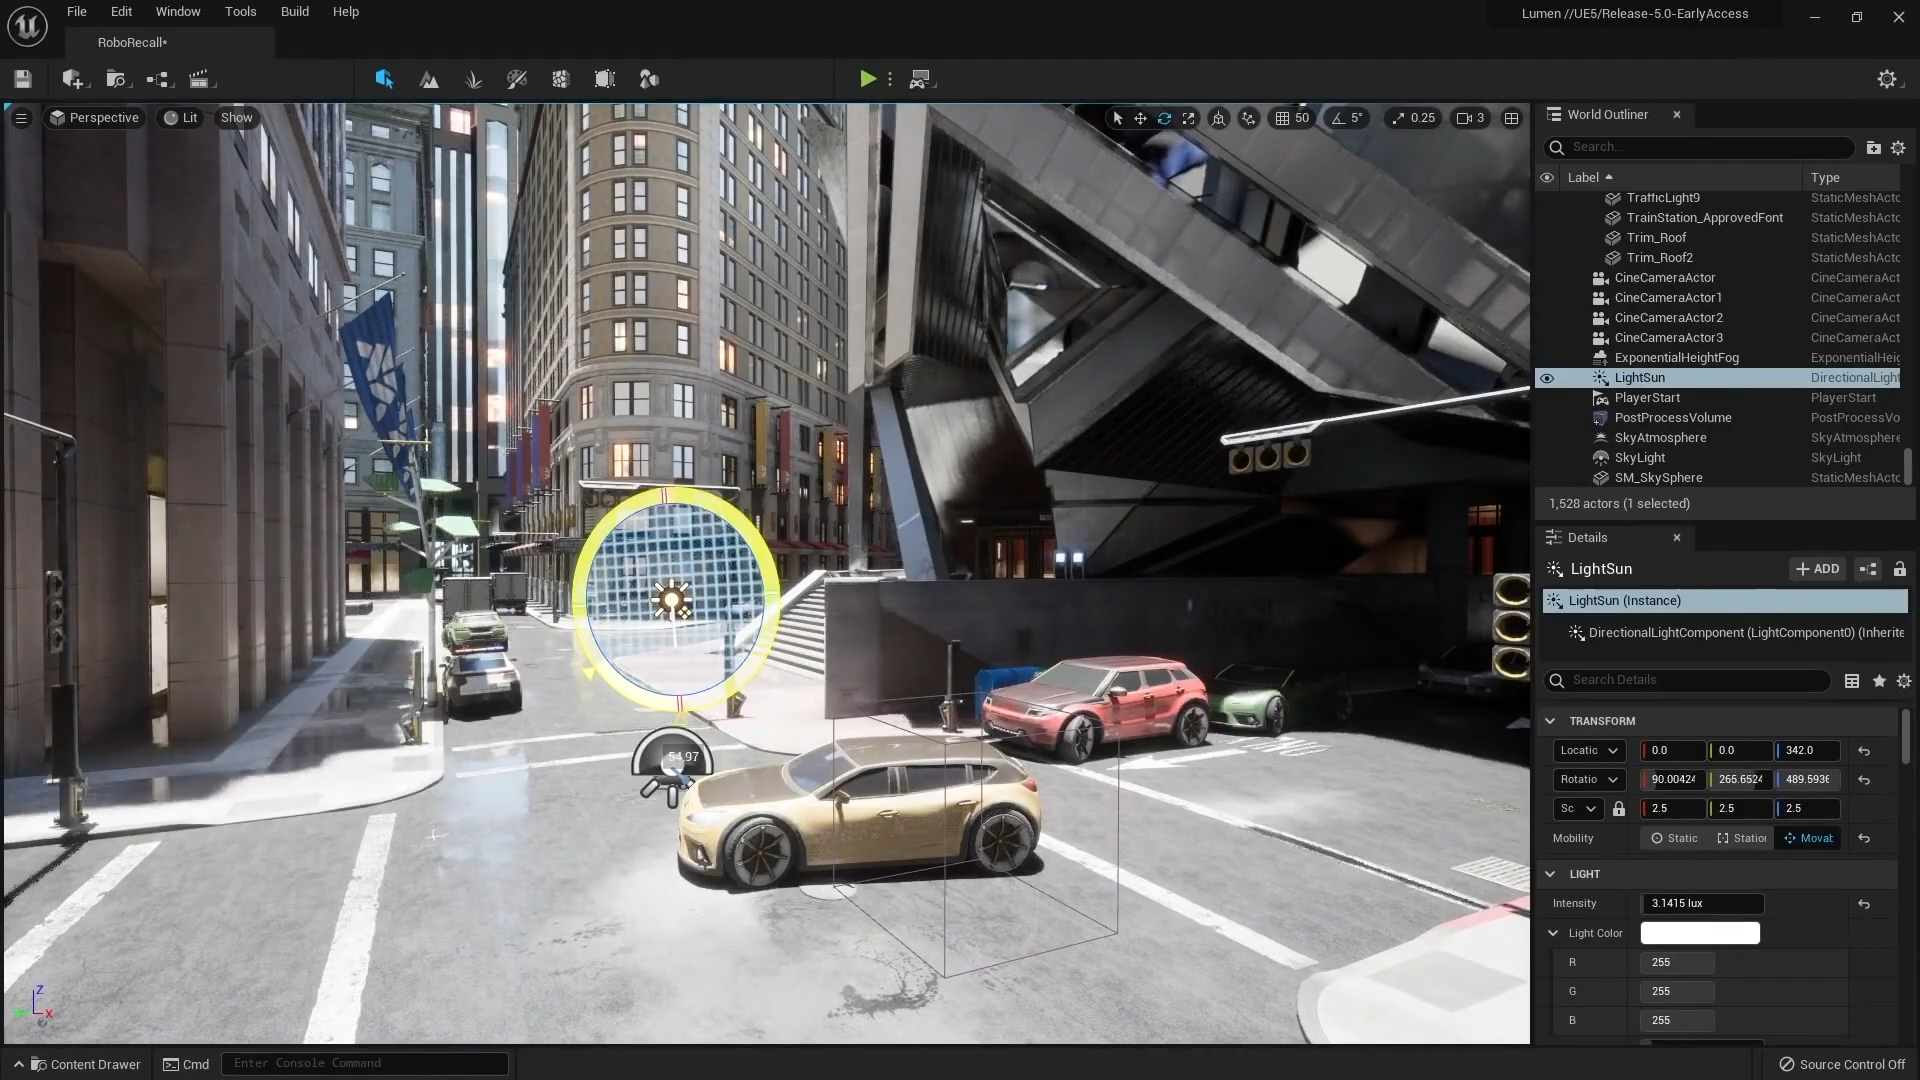 File Edit Window Tools Build Help
Lumen //UE5/Release-5.0-EarlyAccess
RoboRecall*
Perspective Lit Show
50 5° 0.25 3
World Outliner
Search...
Label Type
TrafficLight9 StaticMeshActo
TrainStation_ApprovedFont StaticMeshActo
Trim_Roof StaticMeshActo
Trim_Roof2 StaticMeshActo
CineCameraActor CineCameraAct
CineCameraActor1 CineCameraAct
CineCameraActor2 CineCameraAct
CineCameraActor3 CineCameraAct
ExponentialHeightFog ExponentialHeig
LightSun DirectionalLight
PlayerStart PlayerStart
PostProcessVolume PostProcessVo
SkyAtmosphere SkyAtmosphere
SkyLight SkyLight
SM_SkySphere StaticMeshActo
1,528 actors (1 selected)
Details
LightSun ADD
LightSun (Instance)
DirectionalLightComponent (LightComponent0) (Inherite
Search Details
TRANSFORM
Locatic 0.0 0.0 342.0
Rotatio 90.00424 265.6524 489.5936
Sc 2.5 2.5 2.5
Mobility Static Station Movab
LIGHT
Intensity 3.1415 lux
Light Color
R 255
G 255
B 255
54.97
Z
X
Content Drawer Cmd Enter Console Command
Source Control Off